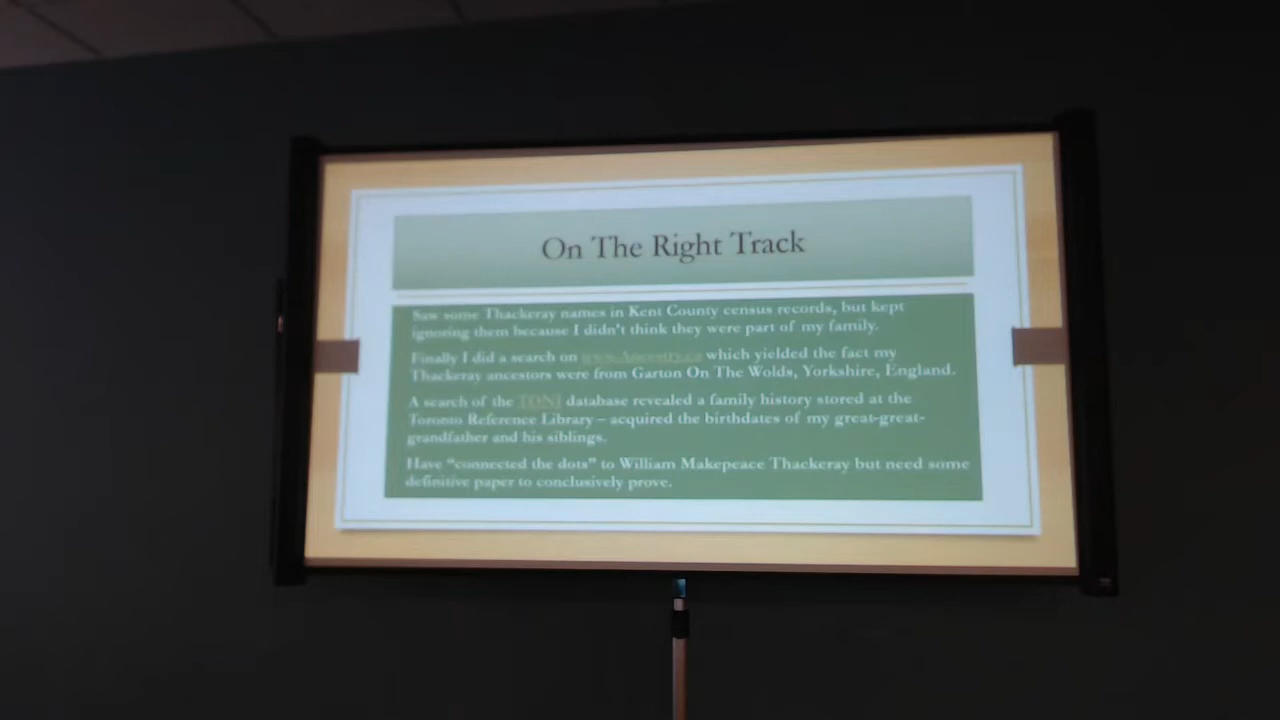 On The Right Track
Saw some Thackeray names in Kent County census records, but kept
ignoring them because I didn't think they were part of my family.
Finally I did a search on www.Ancestry.ca which yielded the fact my
Thackeray ancestors were from Garton On The Wolds, Yorkshire, England.
A search of the TONI database revealed a family history stored at the
Toronto Reference Library – acquired the birthdates of my great-great-
grandfather and his siblings.
Have "connected the dots" to William Makepeace Thackeray but need some
definitive paper to conclusively prove.